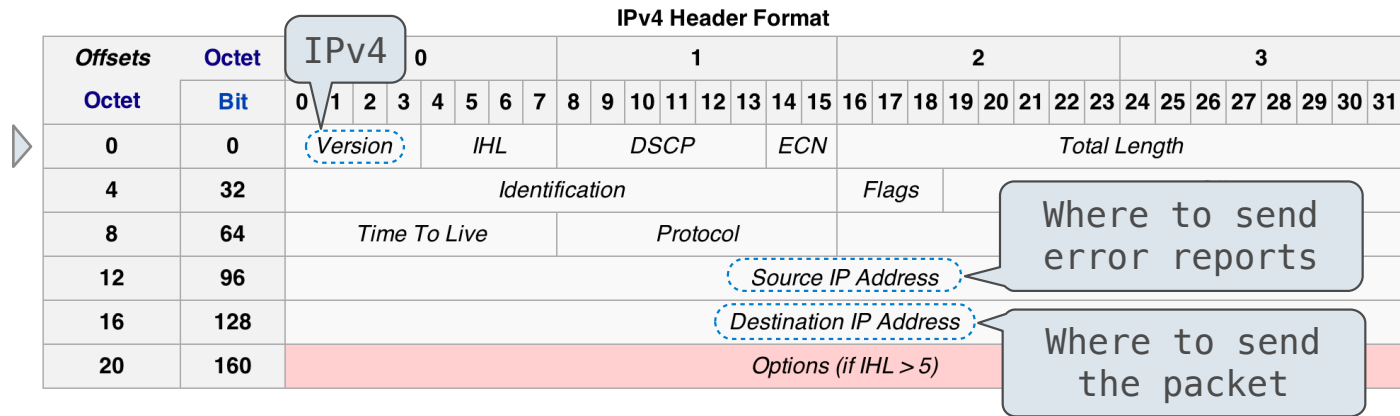 IPv4 Header Format
Offsets Octet 0 1 2 3
IPv4
Octet Bit 0 1 2 3 4 5 6 7 8 9 10 11 12 13 14 15 16 17 18 19 20 21 22 23 24 25 26 27 28 29 30 31
0 0 Version IHL DSCP ECN Total Length
4 32 Identification Flags
8 64 Time To Live Protocol
Where to send
error reports
12 96 Source IP Address
16 128 Destination IP Address
Where to send
the packet
20 160 Options (if IHL > 5)